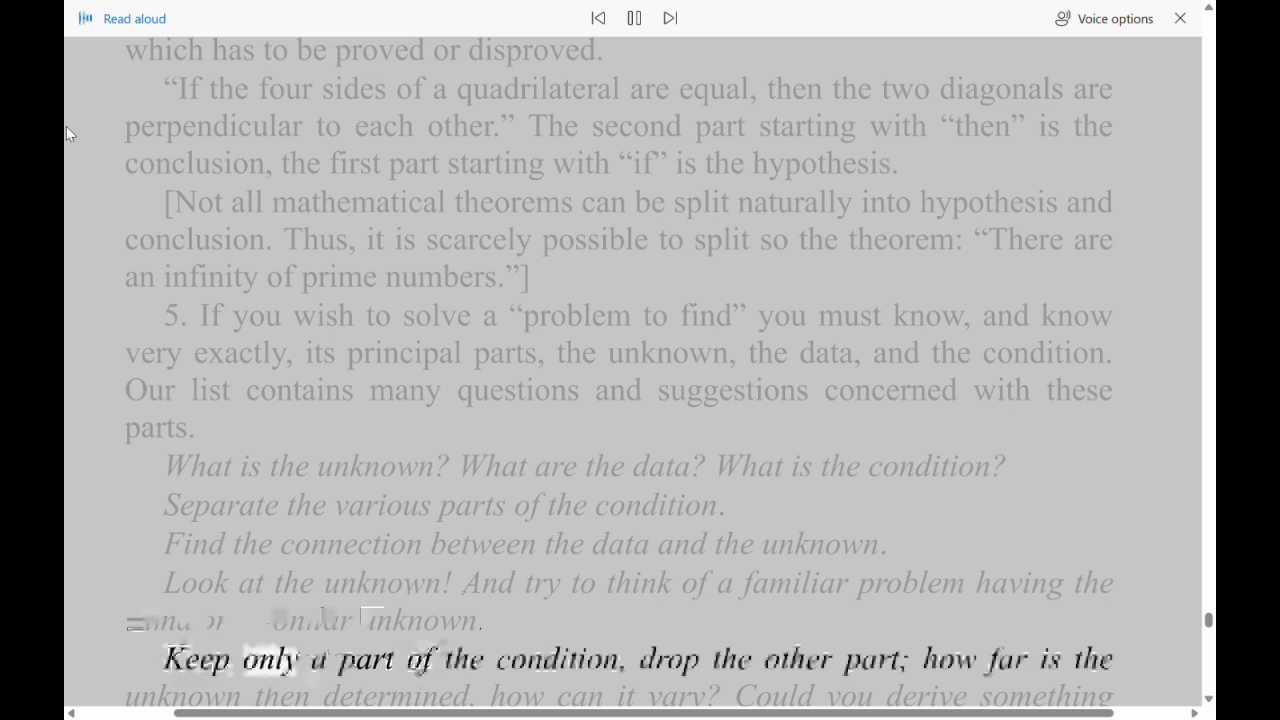 Read aloud
Voice options
which has to be proved or disproved.
“If the four sides of a quadrilateral are equal, then the two diagonals are
perpendicular to each other.” The second part starting with “then” is the
conclusion, the first part starting with “if” is the hypothesis.
[Not all mathematical theorems can be split naturally into hypothesis and
conclusion. Thus, it is scarcely possible to split so the theorem: “There are
an infinity of prime numbers.”]
5. If you wish to solve a “problem to find” you must know, and know
very exactly, its principal parts, the unknown, the data, and the condition.
Our list contains many questions and suggestions concerned with these
parts.
What is the unknown? What are the data? What is the condition?
Separate the various parts of the condition.
Find the connection between the data and the unknown.
Look at the unknown! And try to think of a familiar problem having the
unknown.
Keep only a part of the condition, drop the other part; how far is the
unknown then determined, how can it vary? Could you derive something